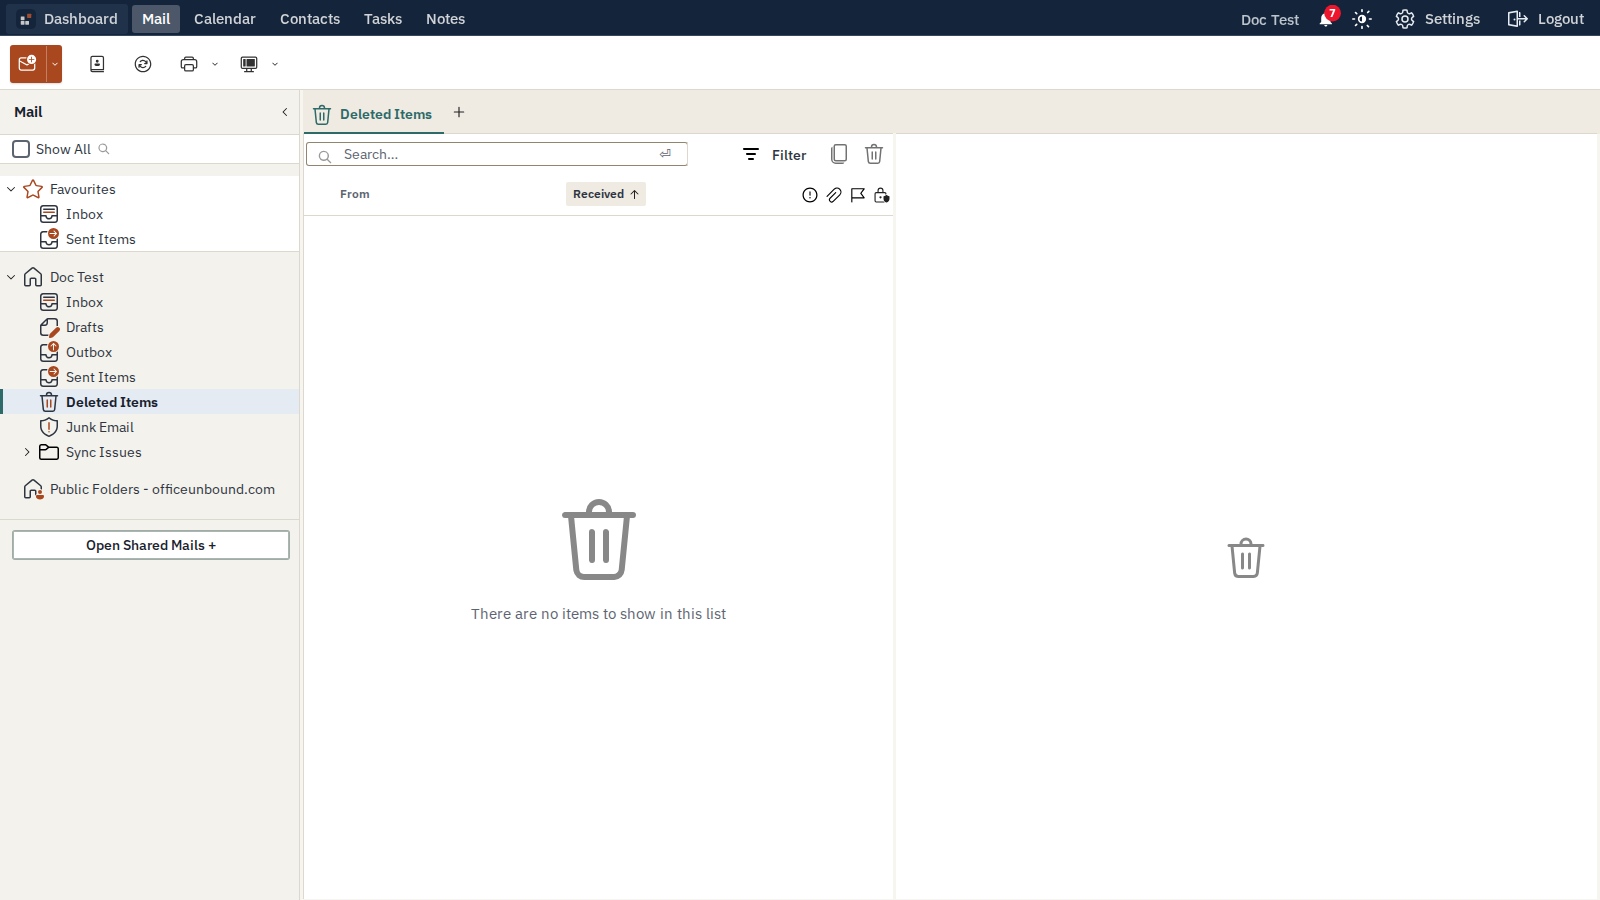 Dashboard
Mail
Calendar
Contacts
Tasks
Notes
Doc Test
7
Settings
Logout
Mail
Show All
Favourites
Inbox
Sent Items
Doc Test
Inbox
Drafts
Outbox
Sent Items
Deleted Items
Junk Email
Sync Issues
Public Folders - officeunbound.com
Open Shared Mails +
Deleted Items
Search...
Filter
From
Received
There are no items to show in this list